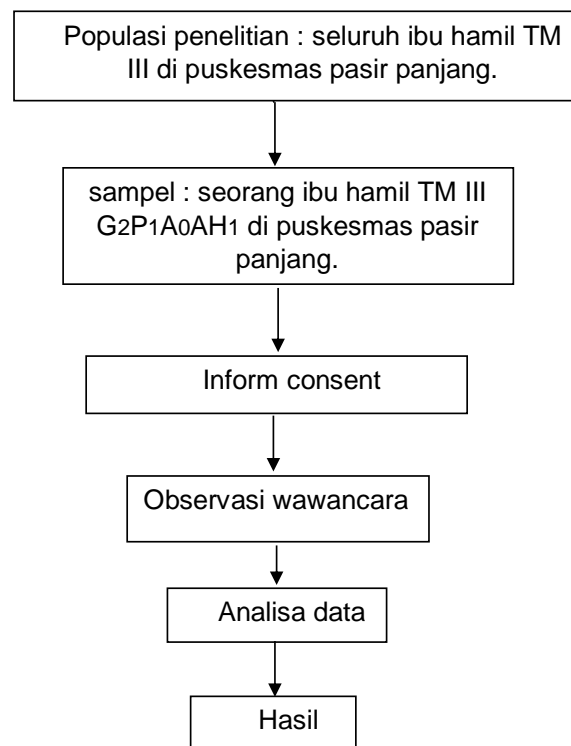 Populasi penelitian : seluruh ibu hamil TM
III di puskesmas pasir panjang.
sampel : seorang ibu hamil TM III
G2P1A0AH1 di puskesmas pasir
panjang.
Inform consent
Observasi wawancara
Analisa data
Hasil